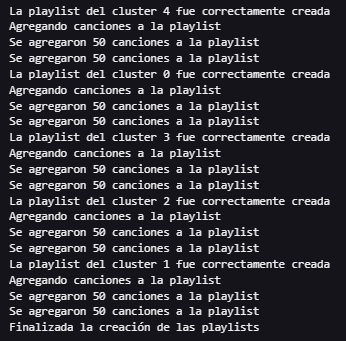 La playlist del cluster 4 fue correctamente creada
Agregando canciones a la playlist
Se agregaron 50 canciones a la playlist
Se agregaron 50 canciones a la playlist
La playlist del cluster 0 fue correctamente creada
Agregando canciones a la playlist
Se agregaron 50 canciones a la playlist
Se agregaron 50 canciones a la playlist
La playlist del cluster 3 fue correctamente creada
Agregando canciones a la playlist
Se agregaron 50 canciones a la playlist
Se agregaron 50 canciones a la playlist
La playlist del cluster 2 fue correctamente creada
Agregando canciones a la playlist
Se agregaron 50 canciones a la playlist
Se agregaron 50 canciones a la playlist
La playlist del cluster 1 fue correctamente creada
Agregando canciones a la playlist
Se agregaron 50 canciones a la playlist
Se agregaron 50 canciones a la playlist
Finalizada la creación de las playlists